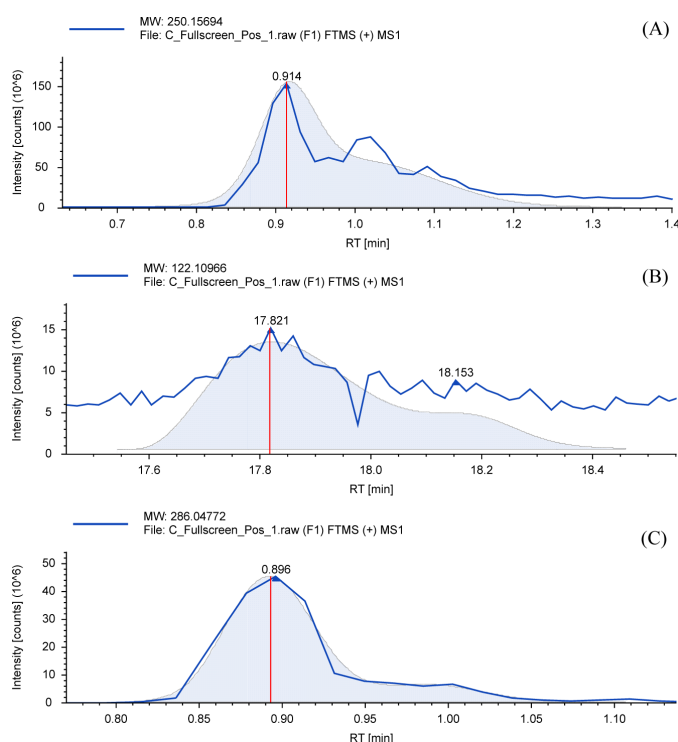 MW: 250.15694
File: C_Fullscreen_Pos_1.raw (F1) FTMS (+) MS1
(A)
Intensity [counts] (10^6)
150
100
50
0
0.914
0.7 0.8 0.9 1.0 1.1 1.2 1.3 1.4
RT [min]
MW: 122.10966
File: C_Fullscreen_Pos_1.raw (F1) FTMS (+) MS1
(B)
Intensity [counts] (10^6)
15
10
5
0
17.821
18.153
17.6 17.8 18.0 18.2 18.4
RT [min]
MW: 286.04772
File: C_Fullscreen_Pos_1.raw (F1) FTMS (+) MS1
(C)
Intensity [counts] (10^6)
50
40
30
20
10
0
0.896
0.80 0.85 0.90 0.95 1.00 1.05 1.10
RT [min]